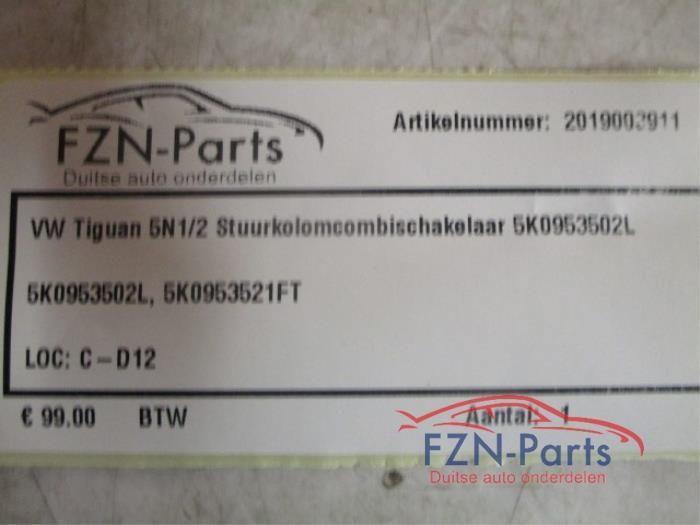 FZN-Parts
Duitse auto onderdelen
Artikelnummer: 2019003911
VW Tiguan 5N1/2 Stuurkolomcombischakelaar 5K0953502L
5K0953502L, 5K0953521FT
LOC: C-D12
€ 99.00 BTW Aantal: 1
FZN-Parts
Duitse auto onderdelen